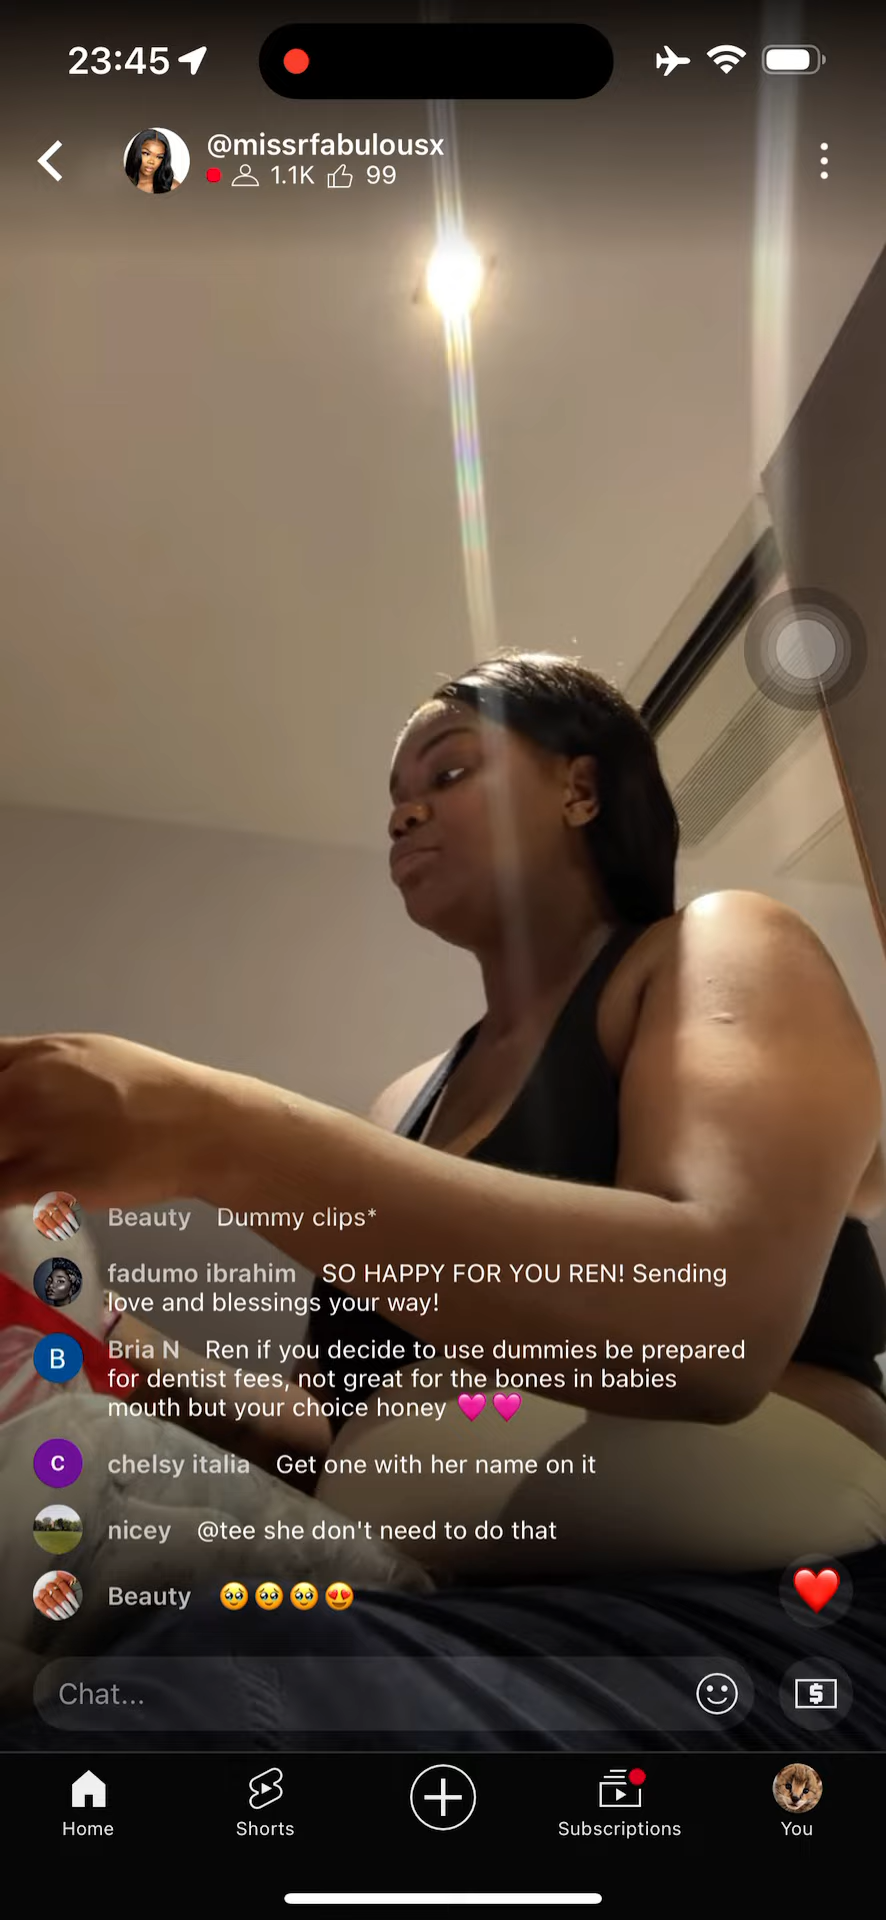 23:45
@missrfabulousx
1.1K 99
Beauty Dummy clips*
fadumo ibrahim SO HAPPY FOR YOU REN! Sending
love and blessings your way!
B
Bria N Ren if you decide to use dummies be prepared
for dentist fees, not great for the bones in babies
mouth but your choice honey 💕💕
c
chelsy italia Get one with her name on it
nicey @tee she don't need to do that
Beauty 🥹🥹🥹😍
Chat...
$
Home Shorts Subscriptions You